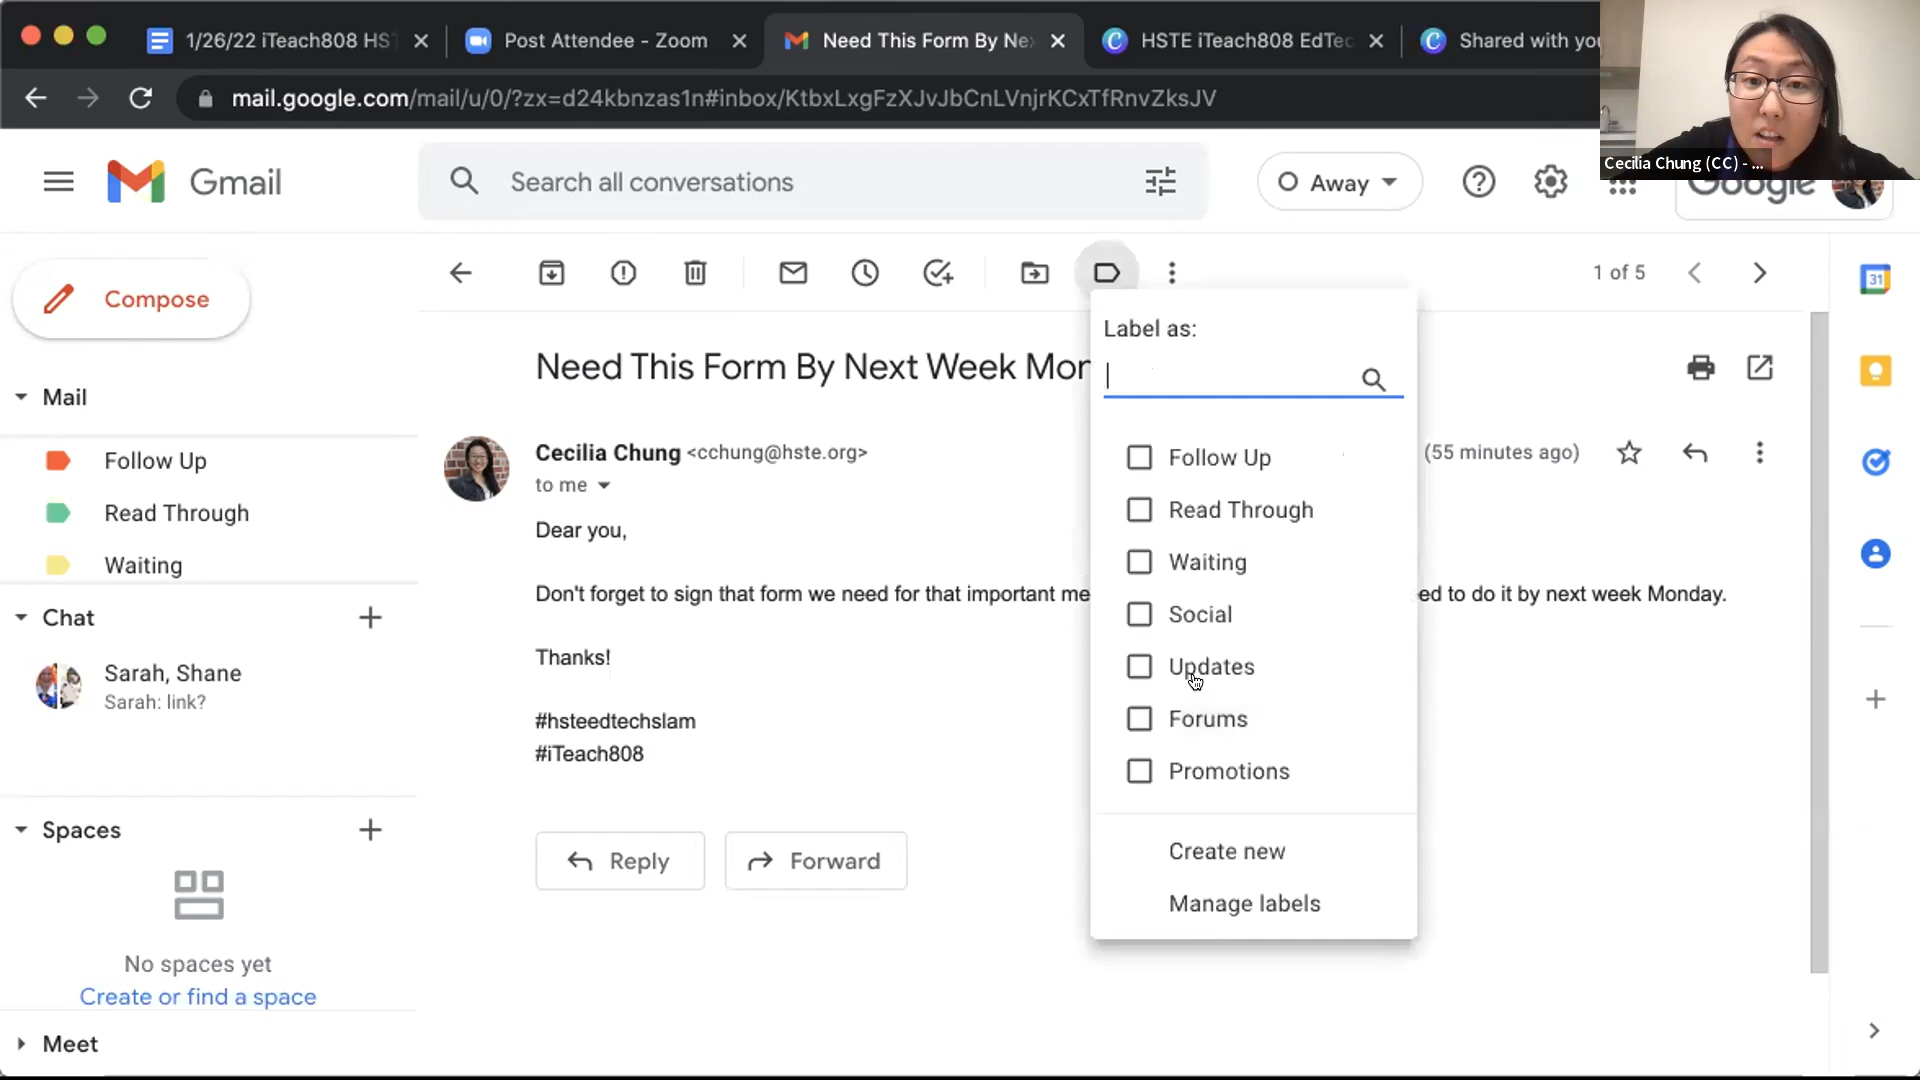 1/26/22 iTeach808 HST
Post Attendee - Zoom
Need This Form By Ne
HSTE iTeach808 EdTec
Shared with you
mail.google.com/mail/u/0/?zx=d24kbnzas1n#inbox/KtbxLxgFzXJvJbCnLVnjrKCxTfRnvZksJV
Cecilia Chung (CC) - ...
Gmail
Search all conversations
Away
Google
Compose
1 of 5
31
Label as:
Mail
Need This Form By Next Week Mon
Follow Up
Cecilia Chung <cchung@hste.org>
(55 minutes ago)
to me
Read Through
Dear you,
Waiting
Don't forget to sign that form we need for that important me
ed to do it by next week Monday.
Chat
Thanks!
Sarah, Shane
Sarah: link?
#hsteedtechslam
#iTeach808
Follow Up
Read Through
Waiting
Social
Updates
Forums
Promotions
Create new
Manage labels
Spaces
Reply
Forward
No spaces yet
Create or find a space
Meet